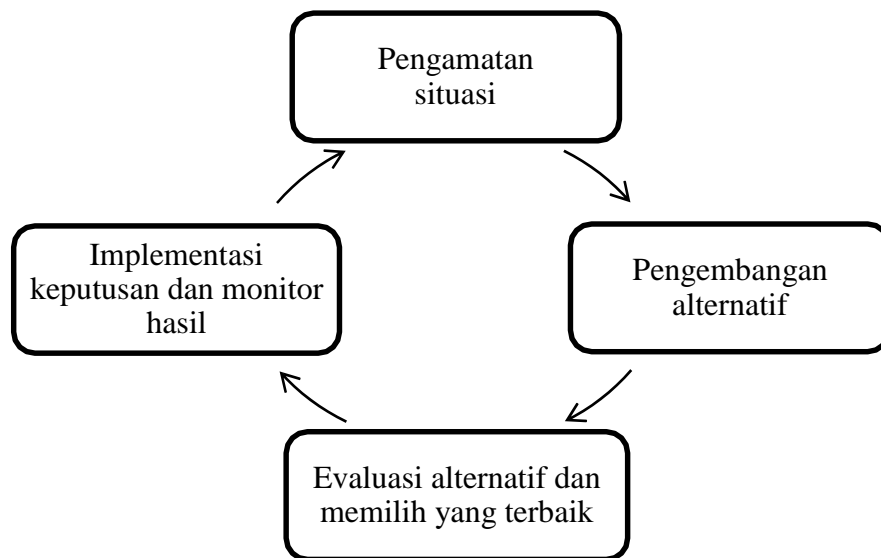 Pengamatan
situasi
Pengembangan
alternatif
Evaluasi alternatif dan
memilih yang terbaik
Implementasi
keputusan dan monitor
hasil